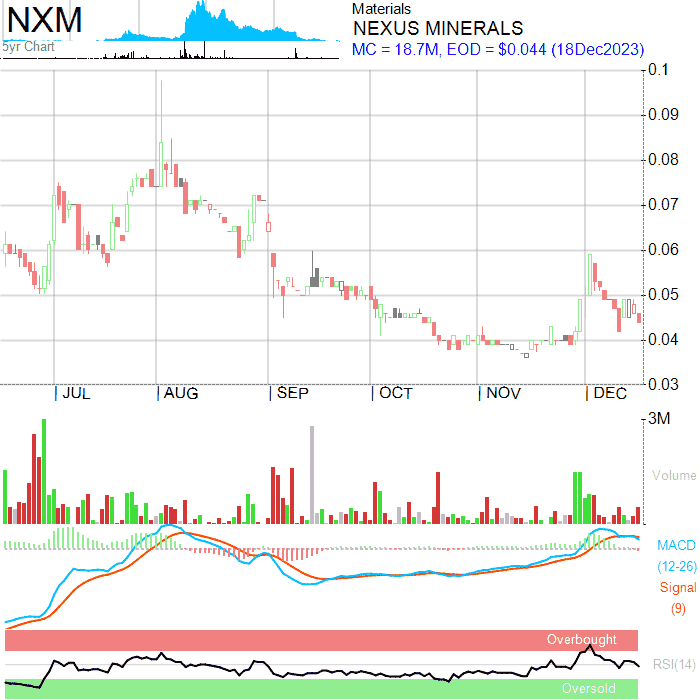 NXM
5yr Chart
Materials
NEXUS MINERALS
MC = 18.7M, EOD = $0.044 (18Dec2023)
0.1
0.09
0.08
0.07
0.06
0.05
0.04
0.03
JUL AUG SEP OCT NOV DEC
3M
Volume
MACD
(12-26)
Signal
(9)
Overbought
RSI(14)
Oversold